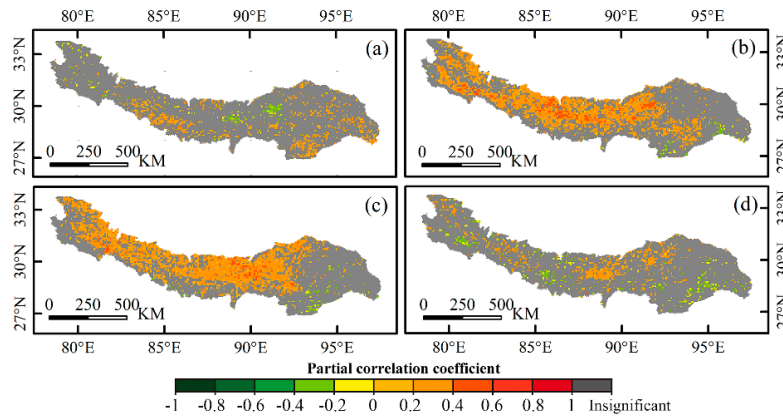 80°E 85°E 90°E 95°E 80°E 85°E 90°E 95°E
(a) (b)
33°N 30°N 27°N 33°N 30°N 27°N
0 250 500 0 250 500
KM KM
(c) (d)
33°N 30°N 27°N 33°N 30°N 27°N
0 250 500 0 250 500
KM KM
80°E 85°E 90°E 95°E 80°E 85°E 90°E 95°E
Partial correlation coefficient
-1 -0.8 -0.6 -0.4 -0.2 0 0.2 0.4 0.6 0.8 1 Insignificant